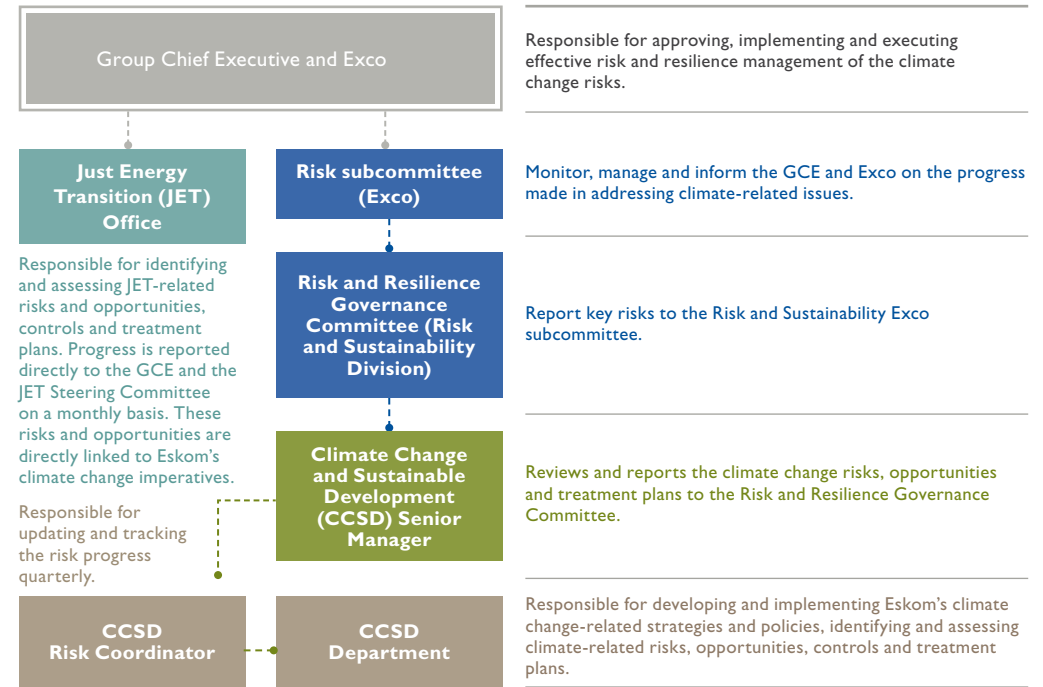 Group Chief Executive and Exco
Responsible for approving, implementing and executing
effective risk and resilience management of the climate
change risks.
Just Energy
Transition (JET)
Office
Risk subcommittee
(Exco)
Monitor, manage and inform the GCE and Exco on the progress
made in addressing climate-related issues.
Responsible for identifying
and assessing JET-related
risks and opportunities,
controls and treatment
plans. Progress is reported
directly to the GCE and the
JET Steering Committee
on a monthly basis. These
risks and opportunities are
directly linked to Eskom’s
climate change imperatives.
Risk and Resilience
Governance
Committee (Risk
and Sustainability
Division)
Report key risks to the Risk and Sustainability Exco
subcommittee.
Climate Change
and Sustainable
Development
(CCSD) Senior
Manager
Reviews and reports the climate change risks, opportunities
and treatment plans to the Risk and Resilience Governance
Committee.
Responsible for
updating and tracking
the risk progress
quarterly.
CCSD
Risk Coordinator
CCSD
Department
Responsible for developing and implementing Eskom’s climate
change-related strategies and policies, identifying and assessing
climate-related risks, opportunities, controls and treatment
plans.